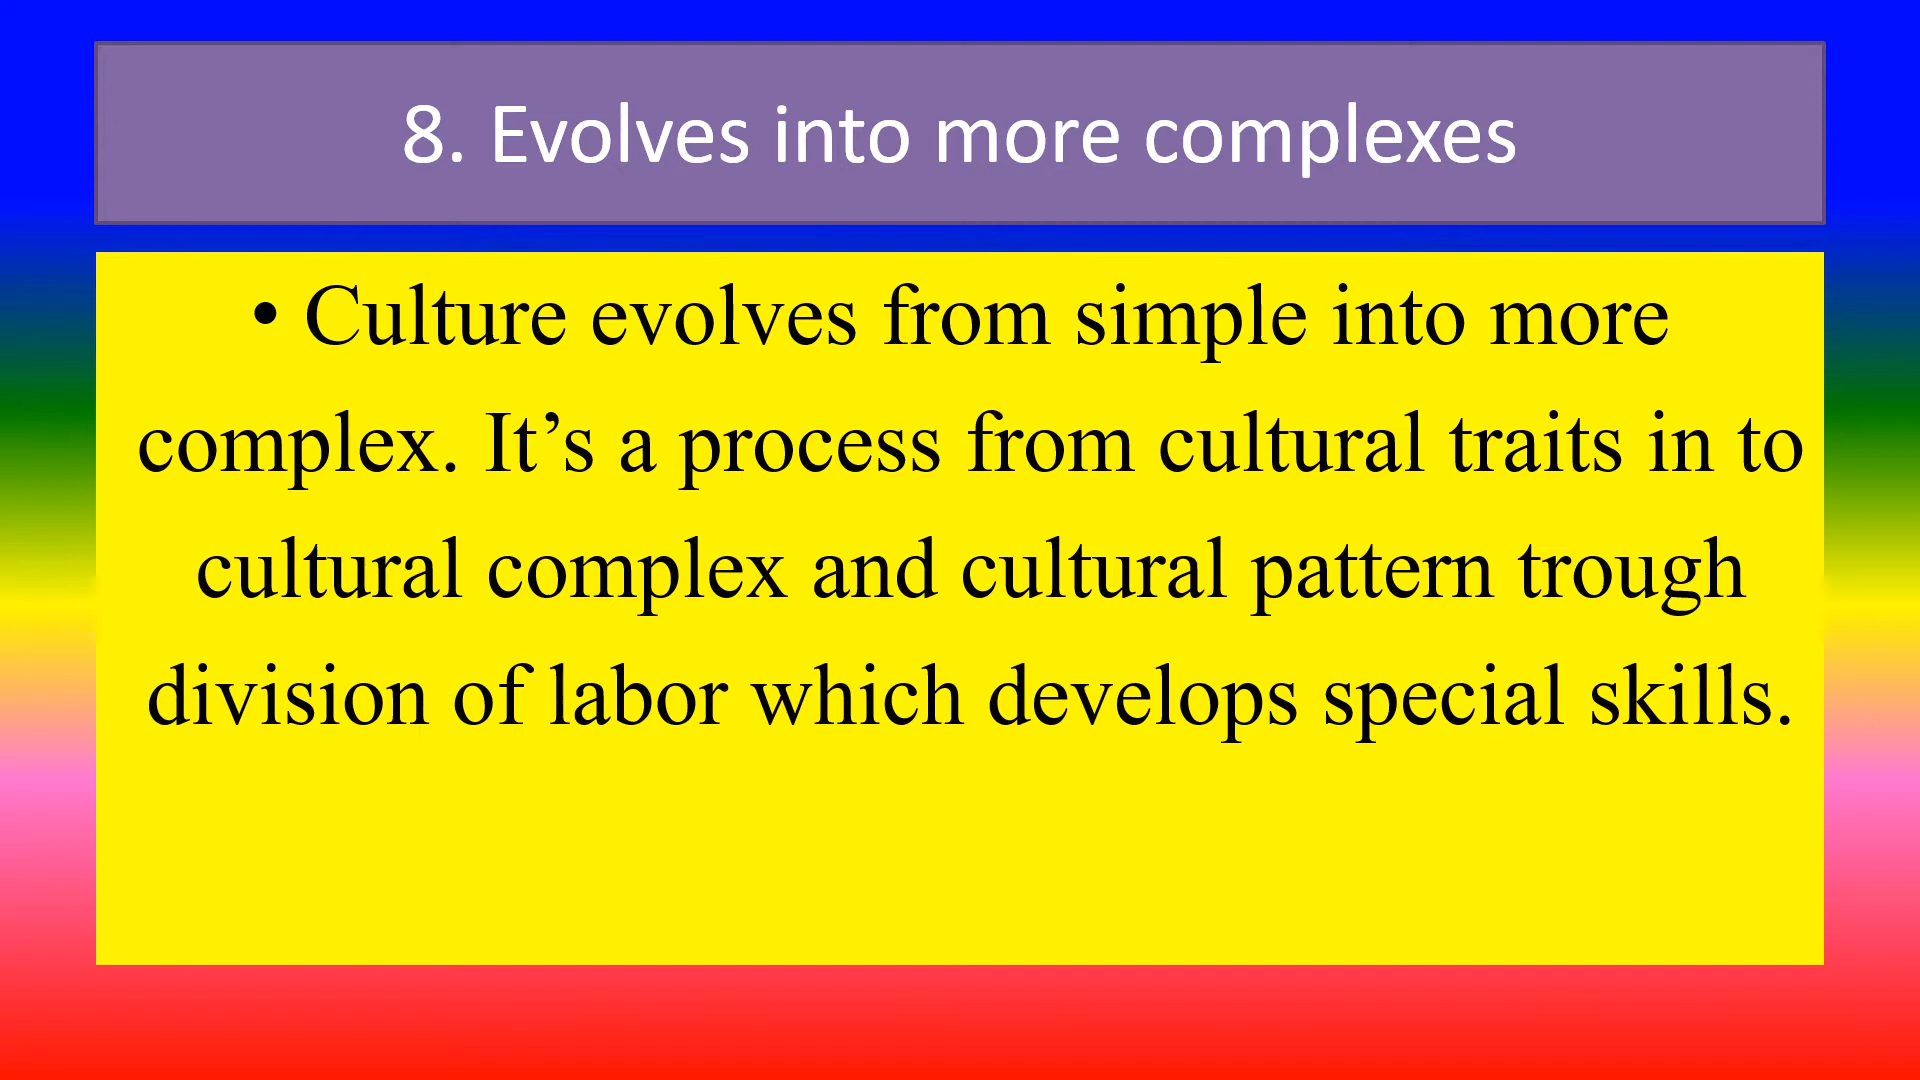 8. Evolves into more complexes
• Culture evolves from simple into more
complex. It’s a process from cultural traits in to
cultural complex and cultural pattern trough
division of labor which develops special skills.